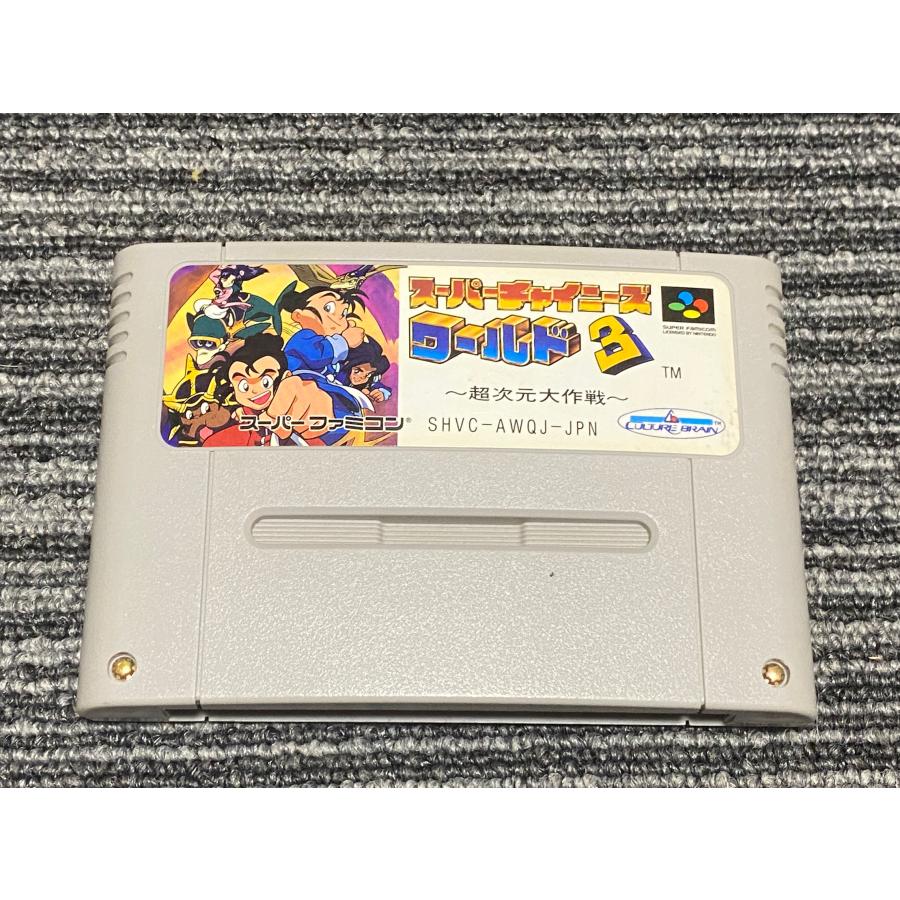 スーパーチャイニーズ
ワールド3
TM
～超次元大作戦～
スーパーファミコン®
SHVC-AWQJ-JPN
SUPER FAMICOM
LICENSED BY NINTENDO
CULTURE BRAIN™